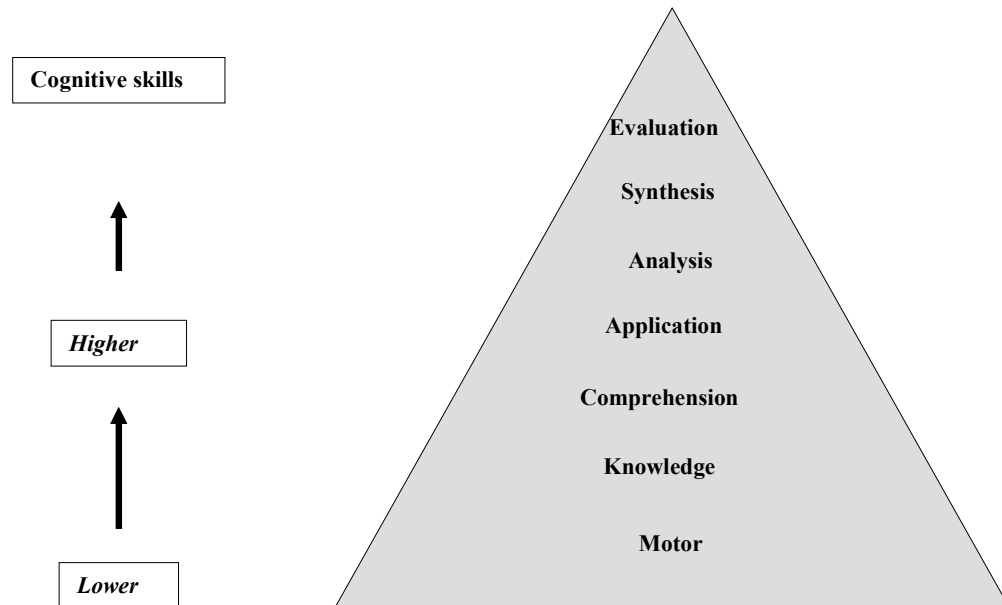 Cognitive skills
Higher
Lower
Evaluation
Synthesis
Analysis
Application
Comprehension
Knowledge
Motor